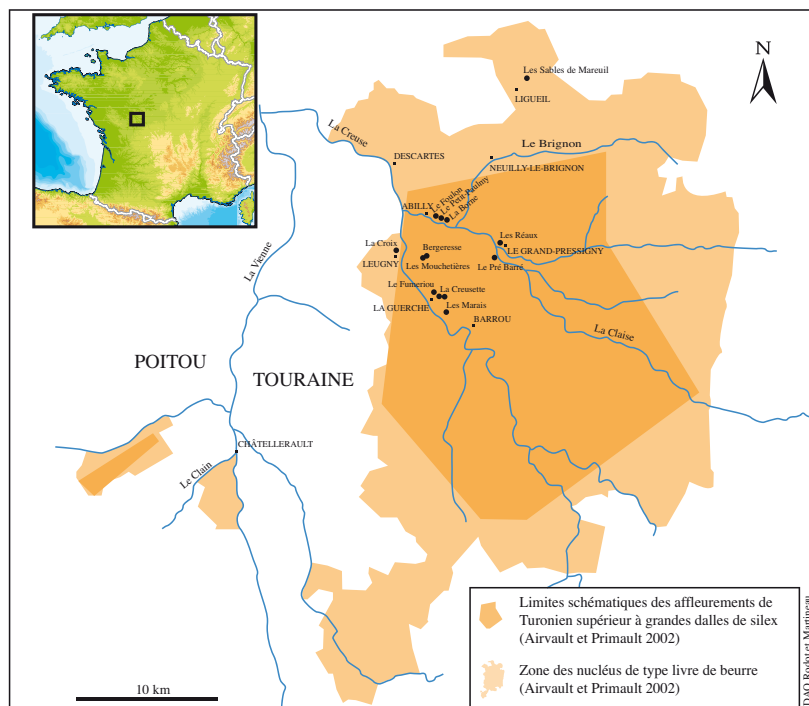 N
Les Sables de Mareuil
LIGUEIL
La Creuse
Le Brignon
DESCARTES
NEUILLY-LE-BRIGNON
ABILLY
Le Foulon
Le Petit-Paulmy
La Borne
Les Réaux
La Croix
Bergeresse
LE GRAND-PRESSIGNY
LEUGNY
Les Mouchetières
Le Pré Barré
La Vienne
Le Fumeriou
La Creusette
LA GUERCHE
Les Marais
BARROU
La Claise
POITOU
TOURAINE
CHÂTELLERAULT
Le Clain
Limites schématiques des affleurements de
Turonien supérieur à grandes dalles de silex
(Airvault et Primault 2002)
Zone des nucléus de type livre de beurre
(Airvault et Primault 2002)
10 km
DAO Rodot et Martineau